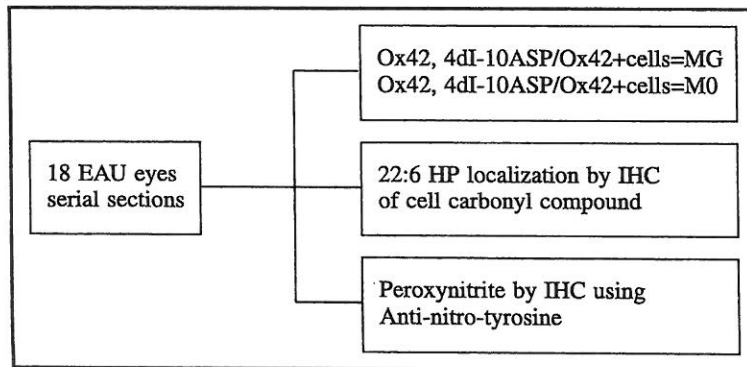 18 EAU eyes
serial sections
Ox42, 4dI-10ASP/Ox42+cells=MG
Ox42, 4dI-10ASP/Ox42+cells=M0
22:6 HP localization by IHC
of cell carbonyl compound
Peroxynitrite by IHC using
Anti-nitro-tyrosine